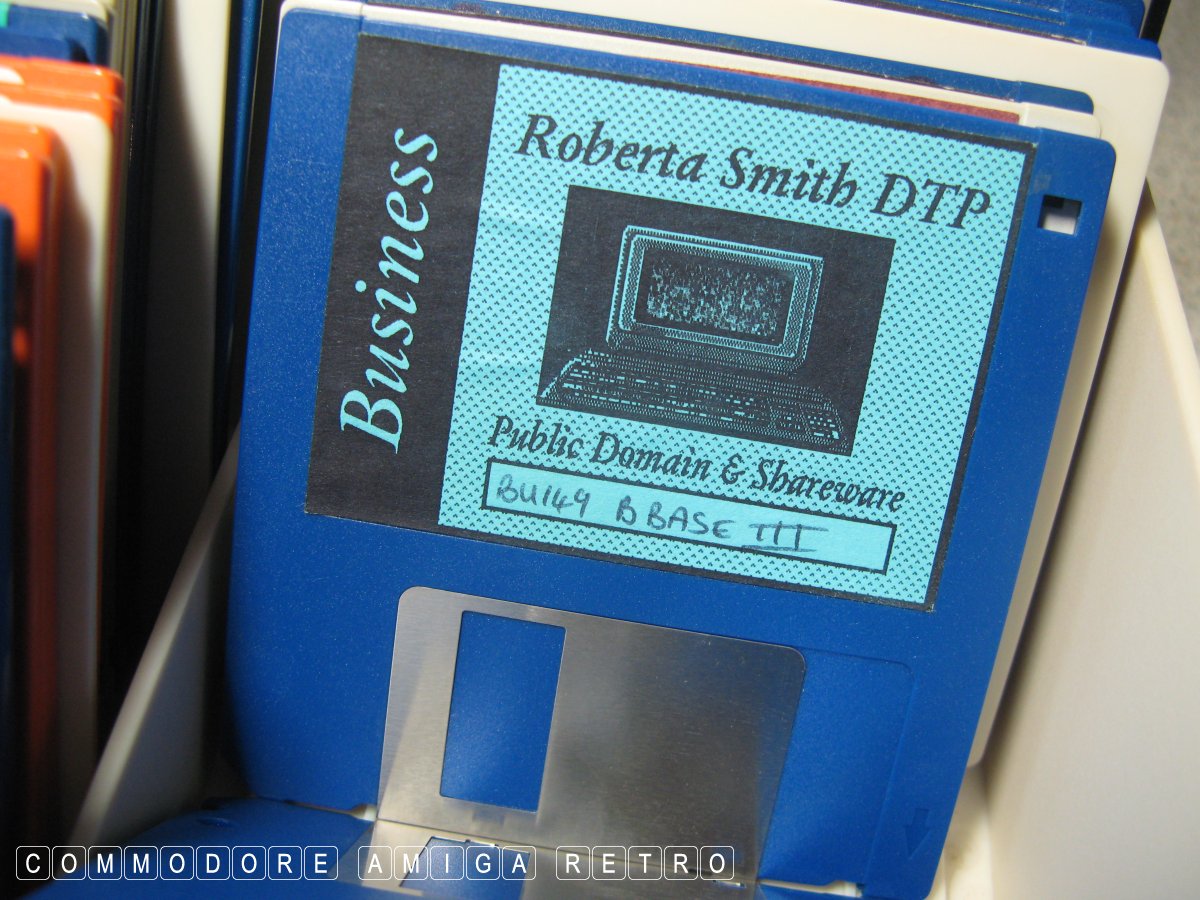 Business
Roberta Smith DTP
Public Domain & Shareware
BU149 BBASE III
COMMODORE AMIGA RETRO